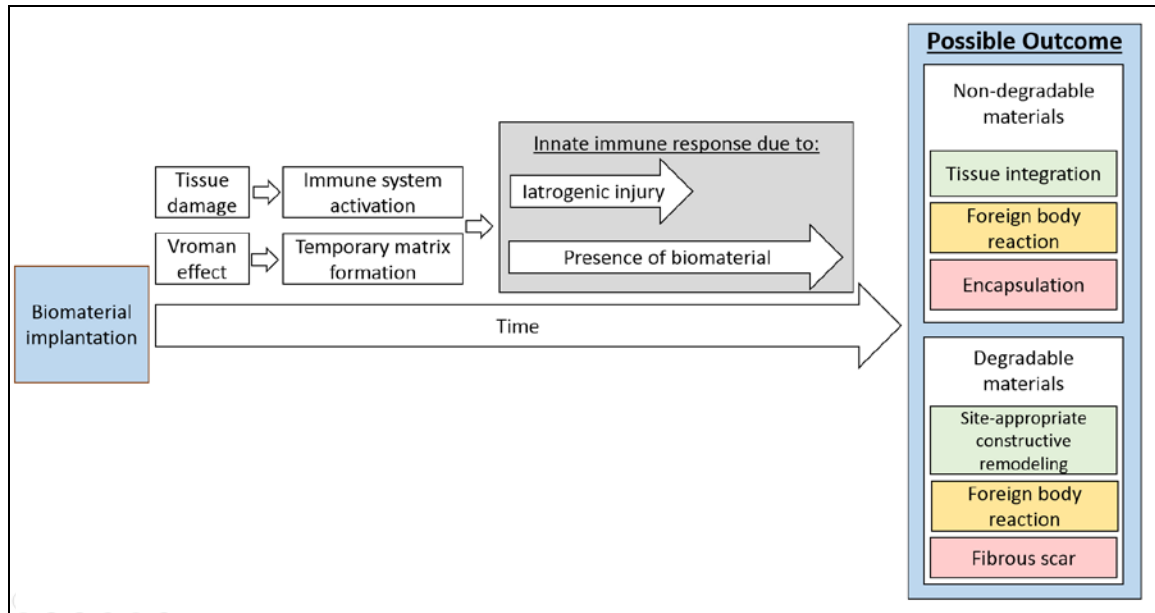 Biomaterial
implantation
Tissue
damage
Immune system
activation
Vroman
effect
Temporary matrix
formation
Innate immune response due to:
Iatrogenic injury
Presence of biomaterial
Time
Possible Outcome
Non-degradable
materials
Tissue integration
Foreign body
reaction
Encapsulation
Degradable
materials
Site-appropriate
constructive
remodeling
Foreign body
reaction
Fibrous scar